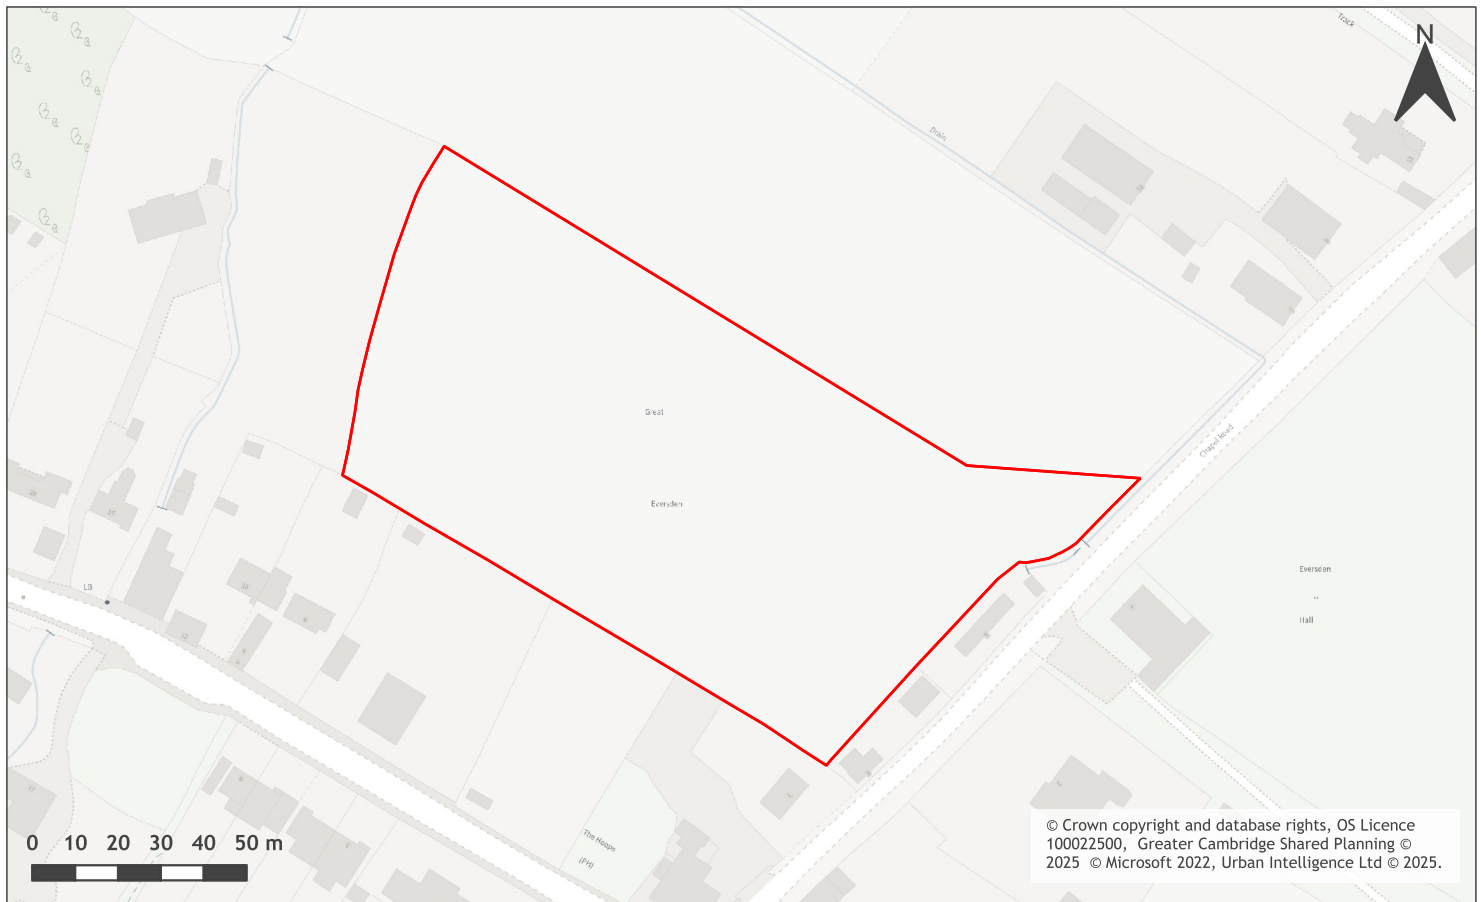 Track
N
Drain
Great
Chapel Road
Eversden
LB
Eversden
Hall
The Hoops
(PH)
0 10 20 30 40 50 m
© Crown copyright and database rights, OS Licence
100022500, Greater Cambridge Shared Planning ©
2025 © Microsoft 2022, Urban Intelligence Ltd © 2025.